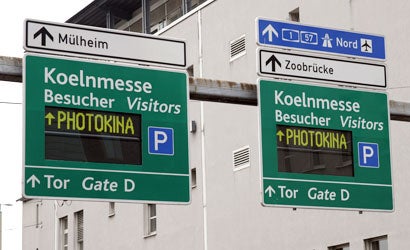 ↑ Mülheim
Koelnmesse
Besucher Visitors
↑ PHOTOKINA
P
↑ Tor Gate D
↑ 1 57 Nord
↑ Zoobrücke
Koelnmesse
Besucher Visitors
↑ PHOTOKINA
P
↑ Tor Gate D